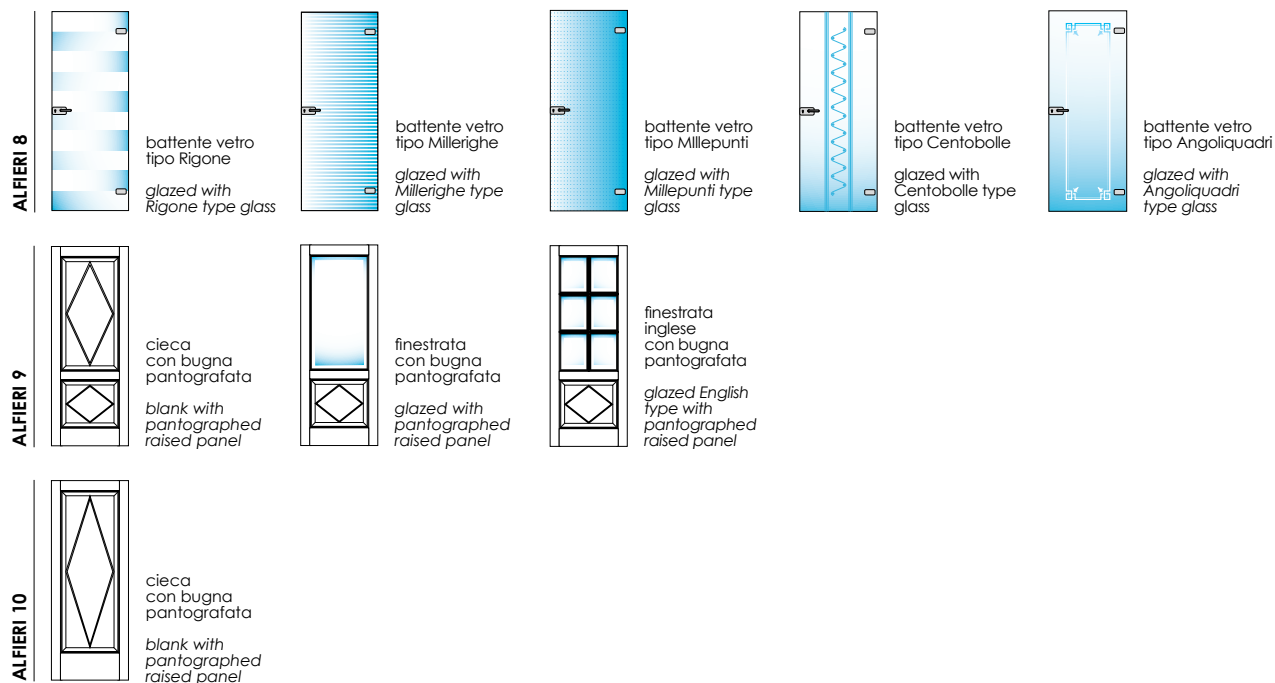 ALFIERI 8
battente vetro
tipo Rigone
glazed with
Rigone type glass
battente vetro
tipo Millerighe
glazed with
Millerighe type
glass
battente vetro
tipo MIllepunti
glazed with
Millepunti type
glass
battente vetro
tipo Centobolle
glazed with
Centobolle type
glass
battente vetro
tipo Angoliquadri
glazed with
Angoliquadri
type glass
ALFIERI 9
cieca
con bugna
pantografata
blank with
pantographed
raised panel
finestrata
con bugna
pantografata
glazed with
pantographed
raised panel
finestrata
inglese
con bugna
pantografata
glazed English
type with
pantographed
raised panel
ALFIERI 10
cieca
con bugna
pantografata
blank with
pantographed
raised panel